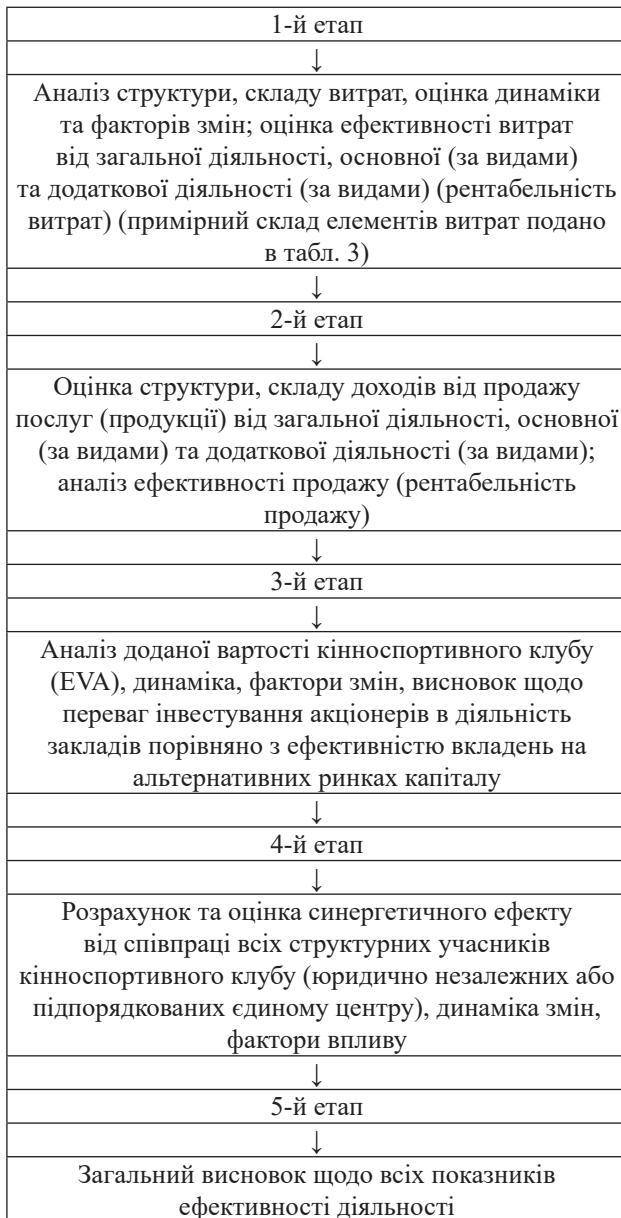 1-й етап
↓
Аналіз структури, складу витрат, оцінка динаміки
та факторів змін; оцінка ефективності витрат
від загальної діяльності, основної (за видами)
та додаткової діяльності (за видами) (рентабельність
витрат) (примірний склад елементів витрат подано
в табл. 3)
↓
2-й етап
↓
Оцінка структури, складу доходів від продажу
послуг (продукції) від загальної діяльності, основної
(за видами) та додаткової діяльності (за видами);
аналіз ефективності продажу (рентабельність
продажу)
↓
3-й етап
↓
Аналіз доданої вартості кінноспортивного клубу
(EVA), динаміка, фактори змін, висновок щодо
переваг інвестування акціонерів в діяльність
закладів порівняно з ефективністю вкладень на
альтернативних ринках капіталу
↓
4-й етап
↓
Розрахунок та оцінка синергетичного ефекту
від співпраці всіх структурних учасників
кінноспортивного клубу (юридично незалежних або
підпорядкованих єдиному центру), динаміка змін,
фактори впливу
↓
5-й етап
↓
Загальний висновок щодо всіх показників
ефективності діяльності